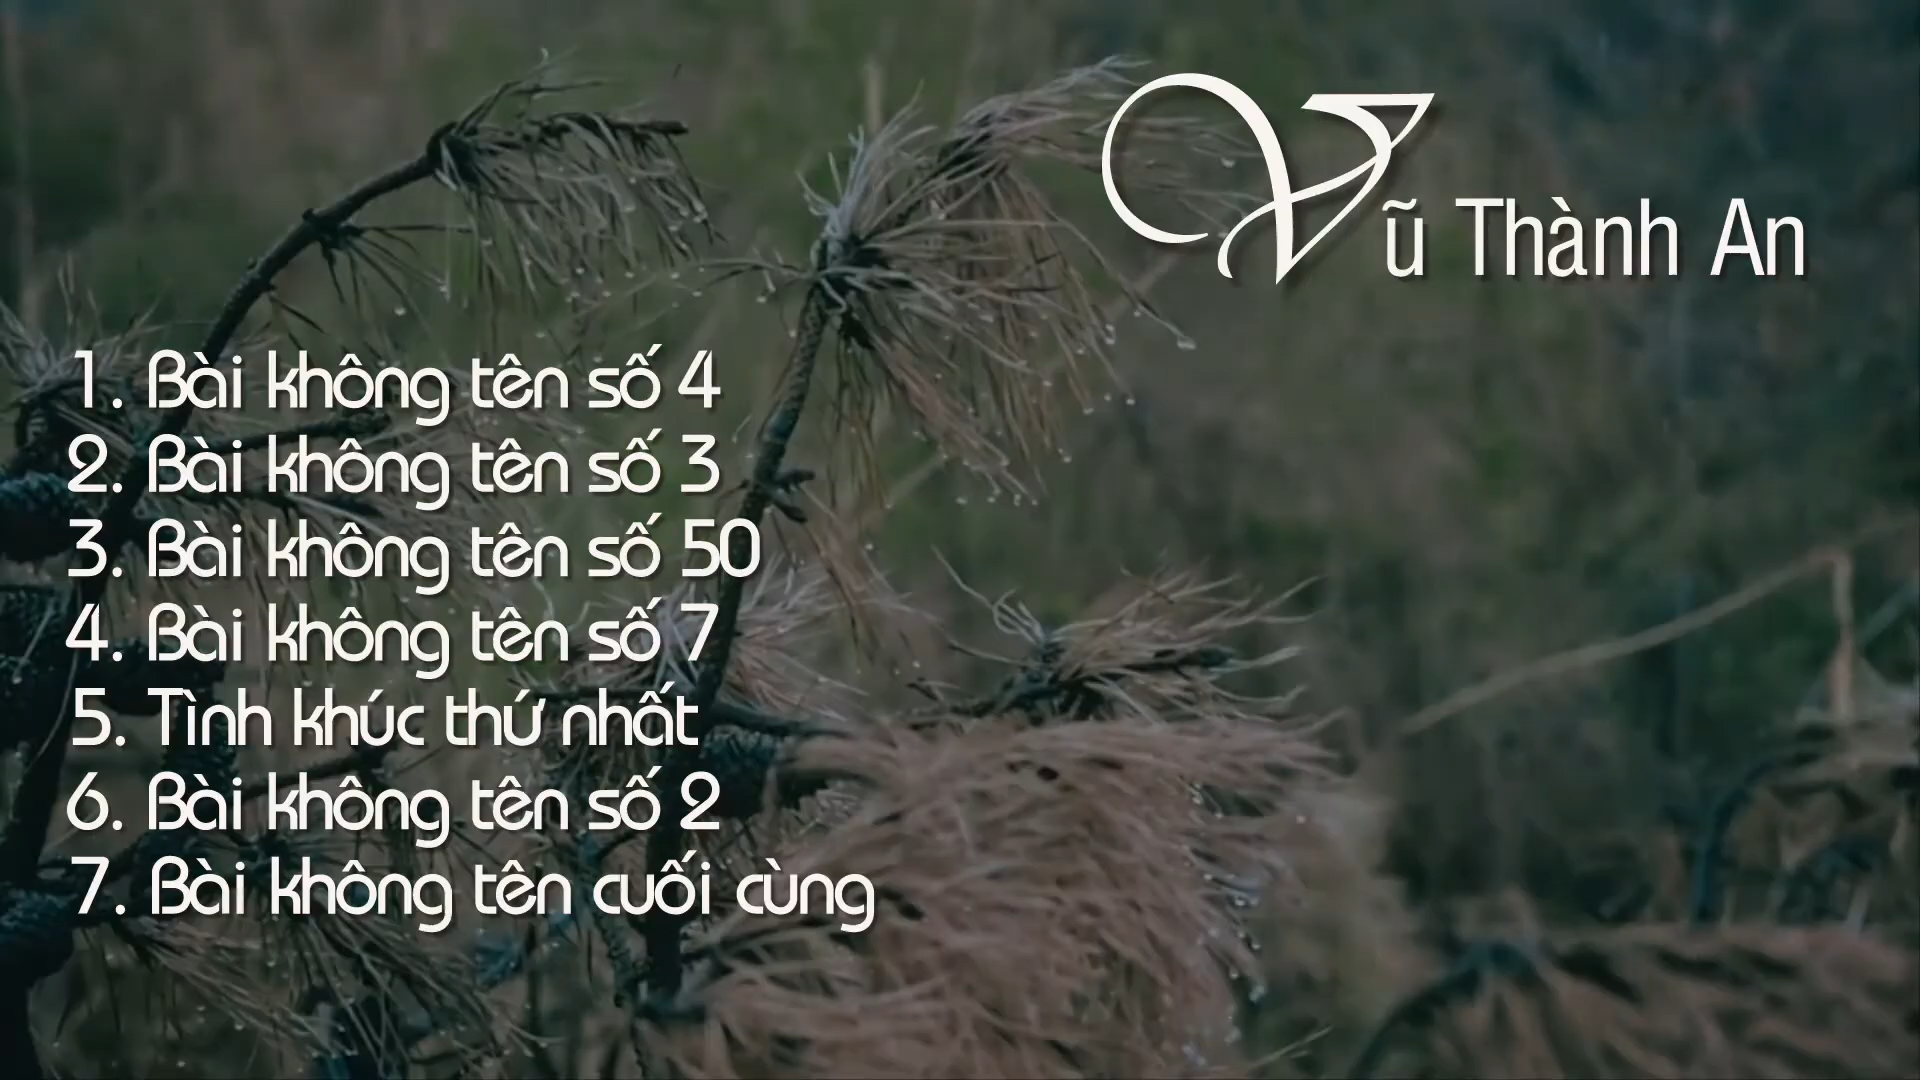 Vũ Thành An
1. Bài không tên số 4
2. Bài không tên số 3
3. Bài không tên số 50
4. Bài không tên số 7
5. Tình khúc thứ nhất
6. Bài không tên số 2
7. Bài không tên cuối cùng